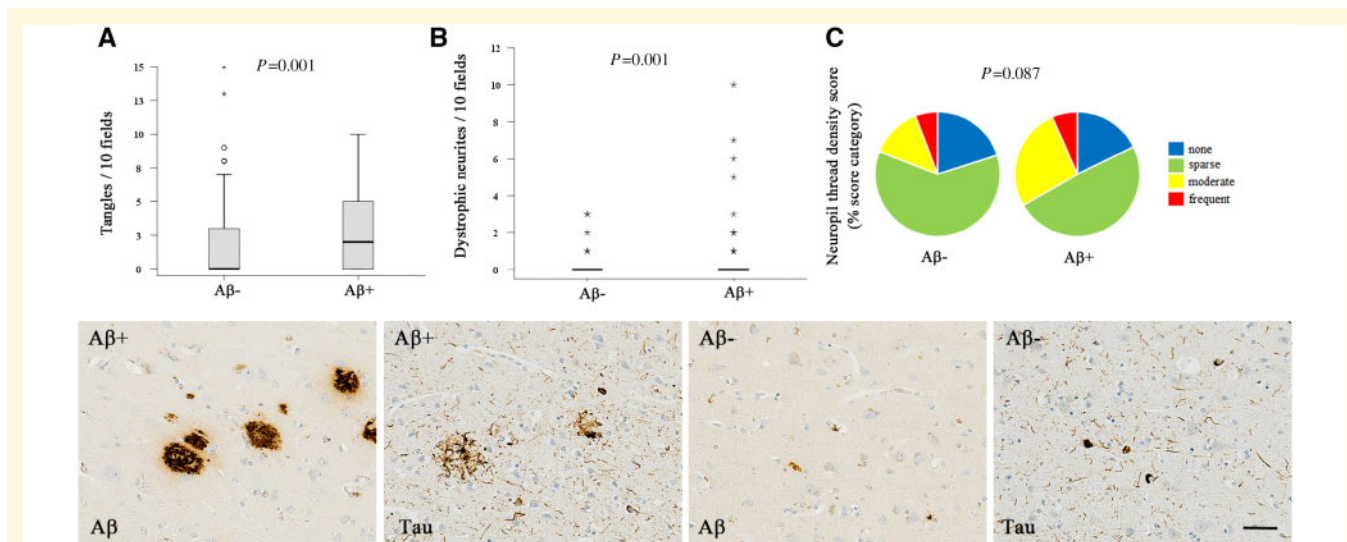 A
B
C
P=0.001
P=0.001
P=0.087
Tangles / 10 fields
15
13
10
8
5
3
0
Aβ-
Aβ+
Dystrophic neurites / 10 fields
12
10
8
6
4
2
0
Aβ-
Aβ+
Neuropil thread density score
(% score category)
Aβ-
Aβ+
none
sparse
moderate
frequent
Aβ+
Aβ
Aβ+
Tau
Aβ-
Aβ
Aβ-
Tau